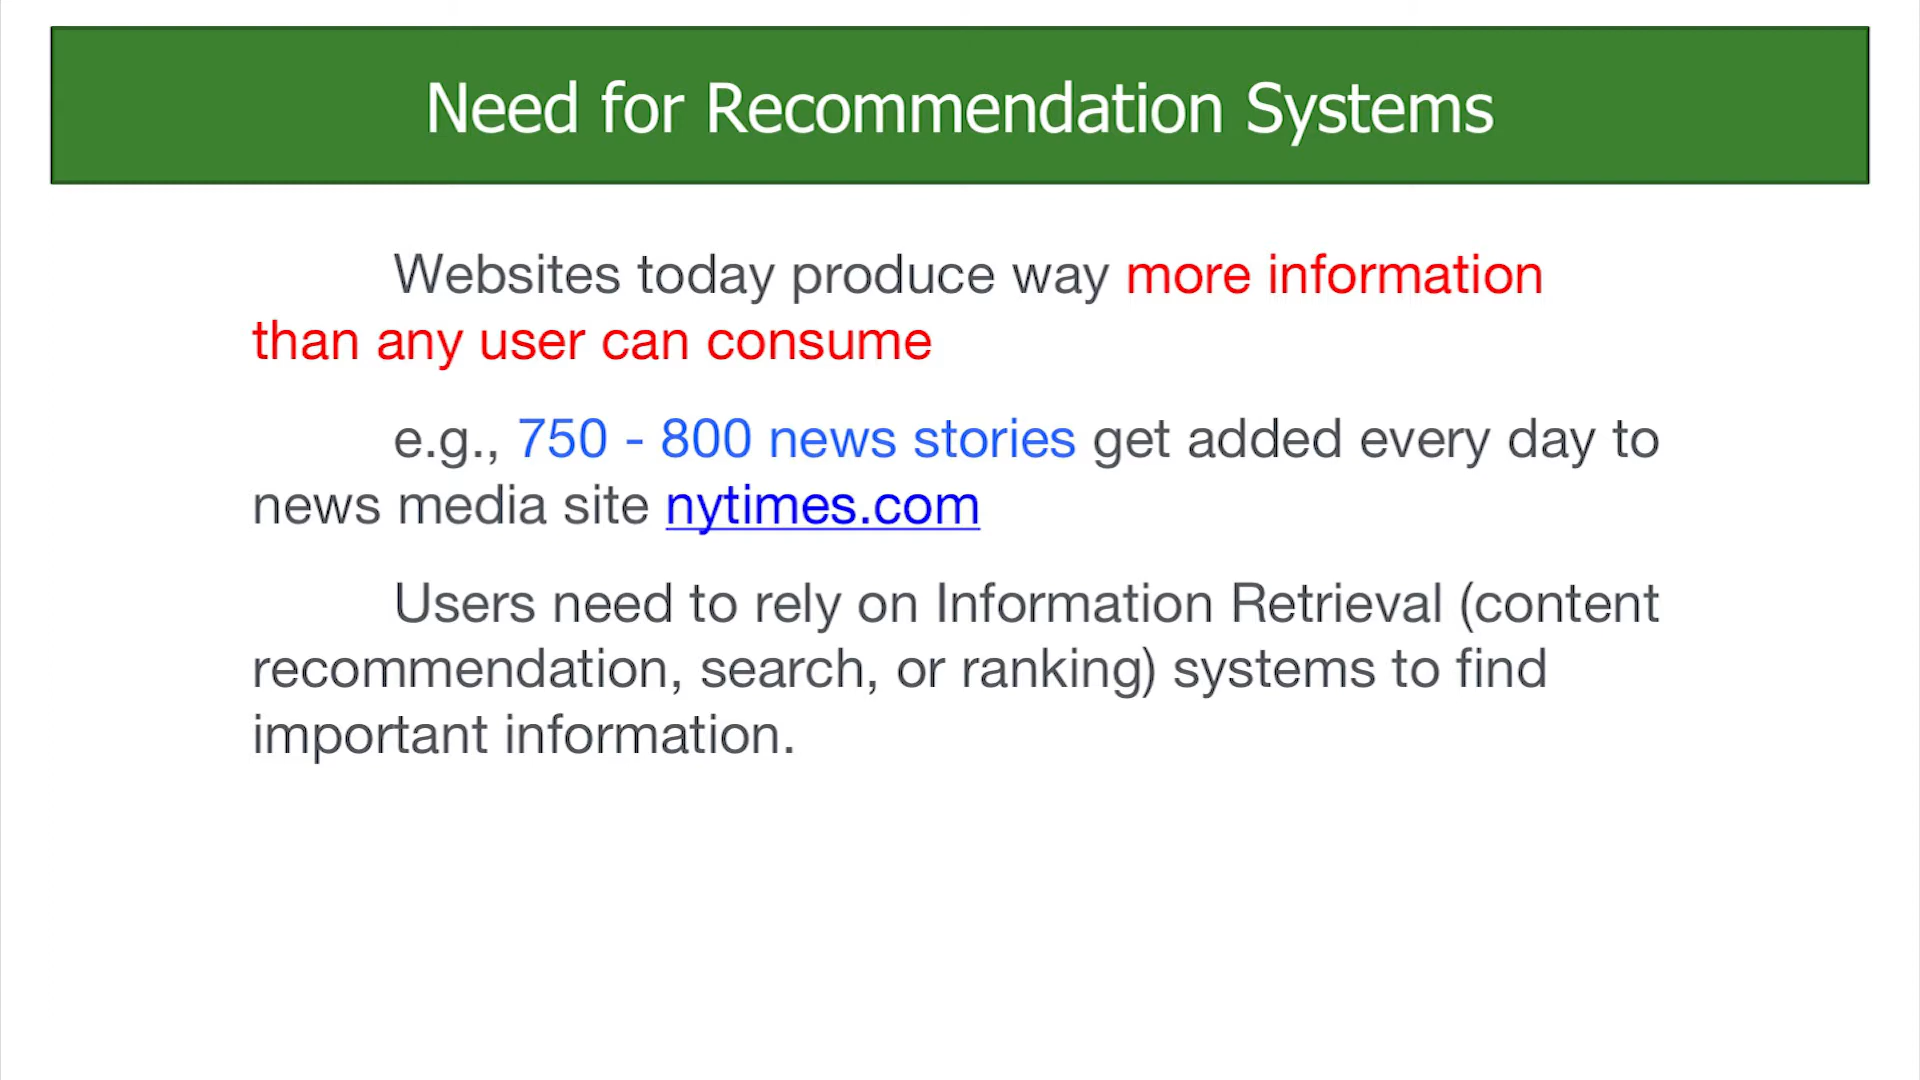 Need for Recommendation Systems
Websites today produce way more information
than any user can consume
e.g., 750 - 800 news stories get added every day to
news media site nytimes.com
Users need to rely on Information Retrieval (content
recommendation, search, or ranking) systems to find
important information.